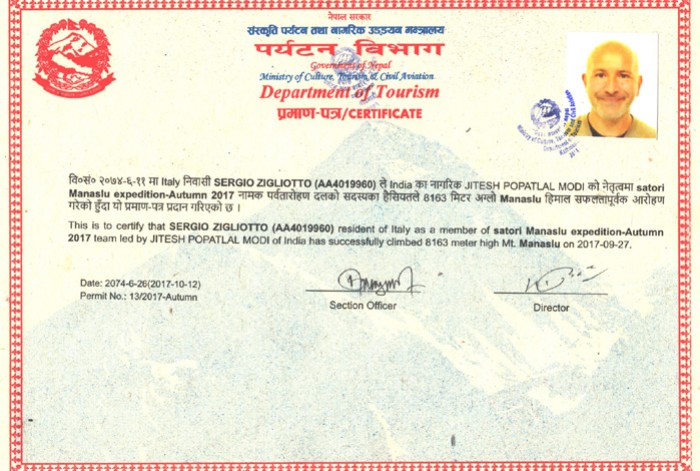 नेपाल सरकार
संस्कृति पर्यटन तथा नागरिक उड्डयन मन्त्रालय
पर्यटन विभाग
Government of Nepal
Ministry of Culture, Tourism & Civil Aviation
Department of Tourism
प्रमाण-पत्र/CERTIFICATE
वि०सं० २०७४-६-११ मा Italy निवासी SERGIO ZIGLIOTTO (AA4019960) ले India का नागरिक JITESH POPATLAL MODI को नेतृत्वमा satori
Manaslu expedition-Autumn 2017 नामक पर्वतारोहण दलको सदस्यका हैसियतले 8163 मिटर अग्लो Manaslu हिमाल सफलतापूर्वक आरोहण
गरेको हुँदा यो प्रमाण-पत्र प्रदान गरिएको छ ।
This is to certify that SERGIO ZIGLIOTTO (AA4019960) resident of Italy as a member of satori Manaslu expedition-Autumn
2017 team led by JITESH POPATLAL MODI of India has successfully climbed 8163 meter high Mt. Manaslu on 2017-09-27.
Date: 2074-6-26(2017-10-12)
Permit No.: 13/2017-Autumn
Section Officer
Director